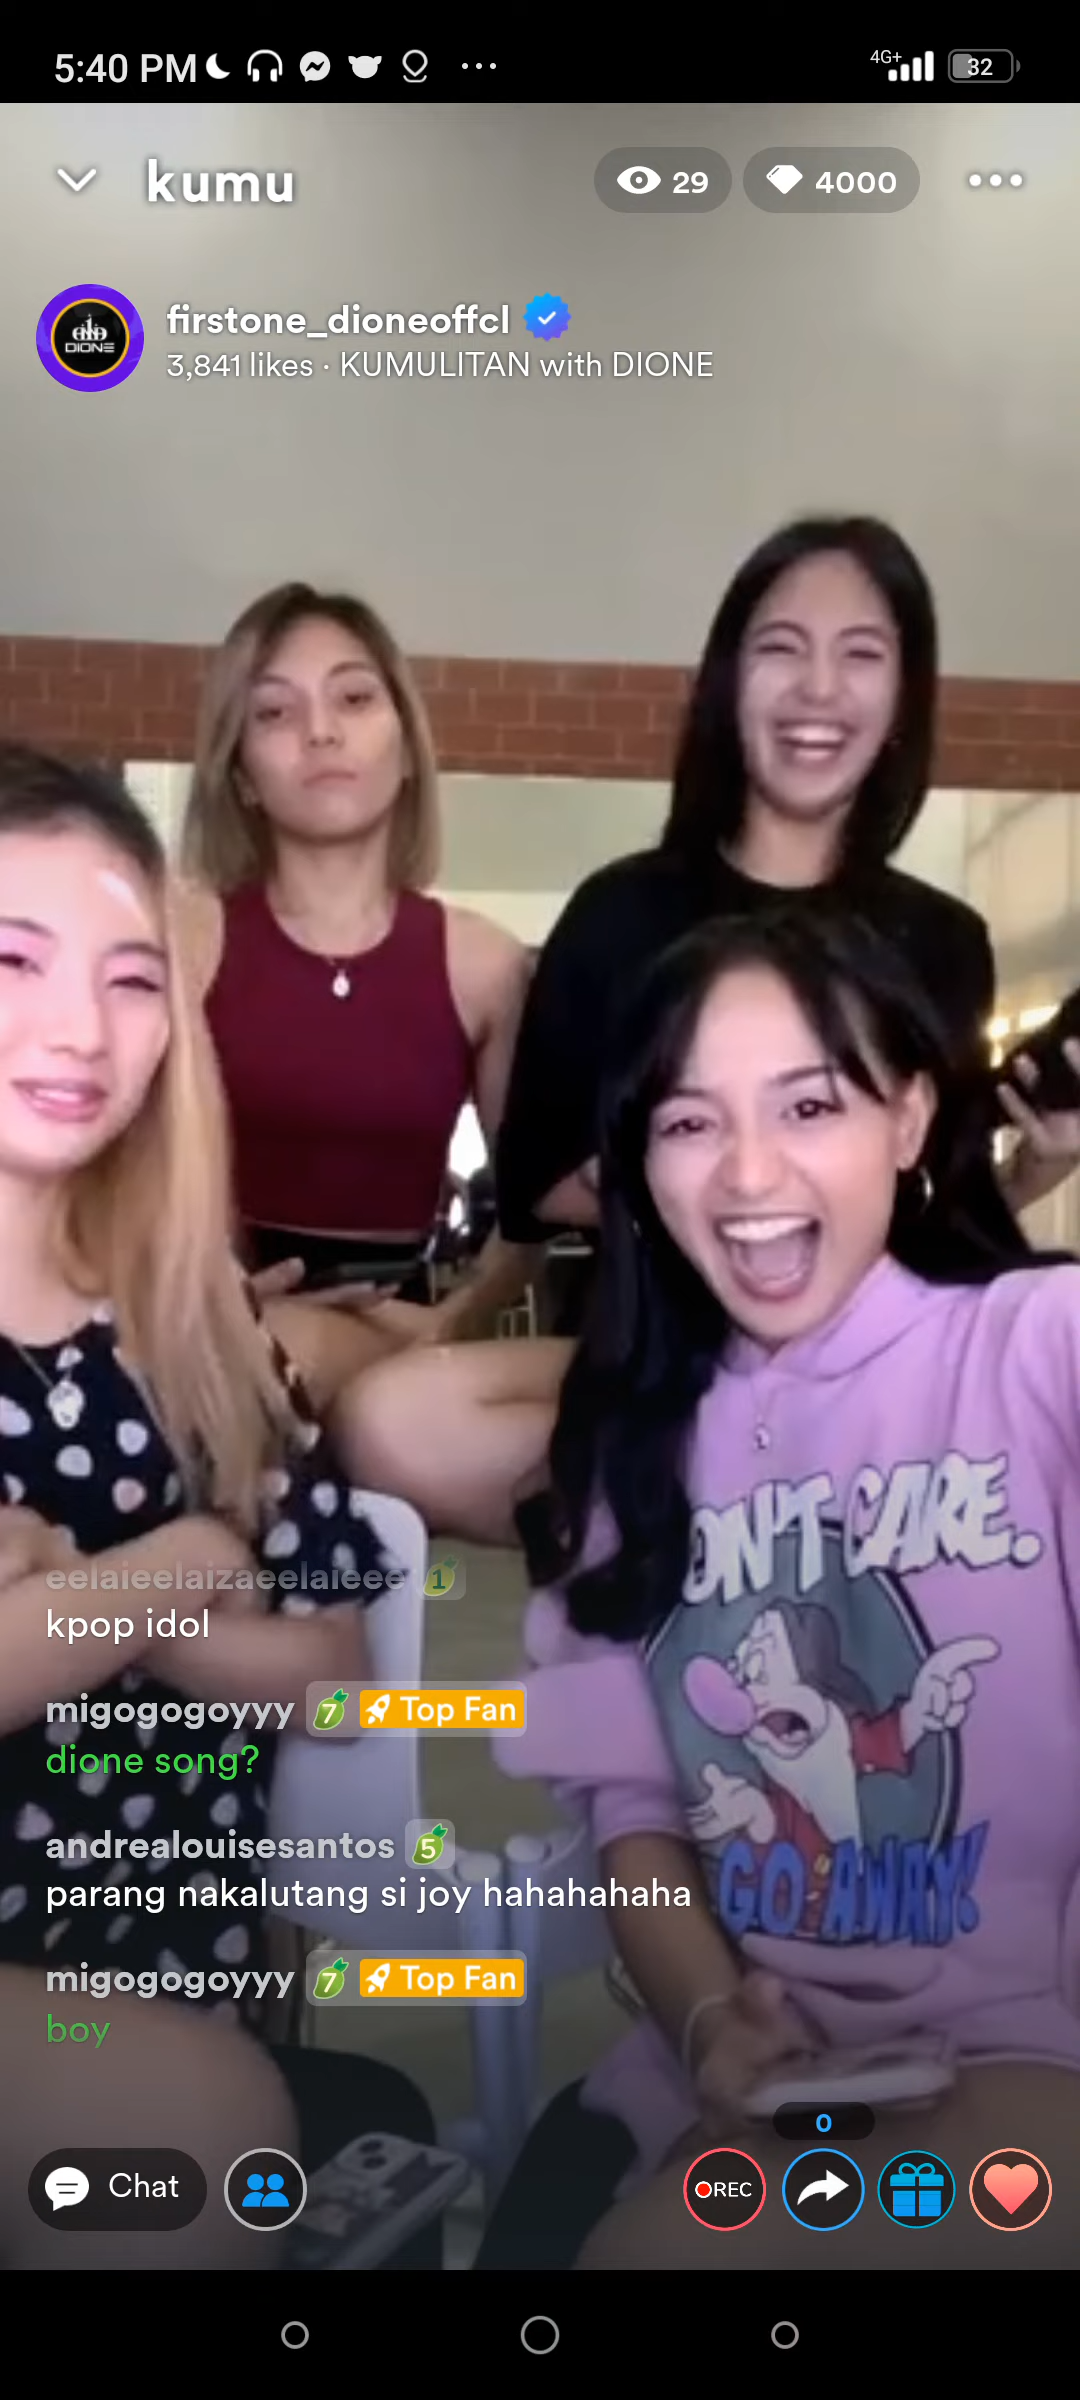 5:40 PM
4G+
32
kumu
29
4000
firstone_dioneoffcl
DIONE
3,841 likes · KUMULITAN with DIONE
ON'T CARE.
GO AWAY!
eelaieelaizaeelaieee 1
kpop idol
migogogoyyy 7 Top Fan
dione song?
andrealouisesantos 5
parang nakalutang si joy hahahahaha
migogogoyyy 7 Top Fan
boy
0
Chat
REC